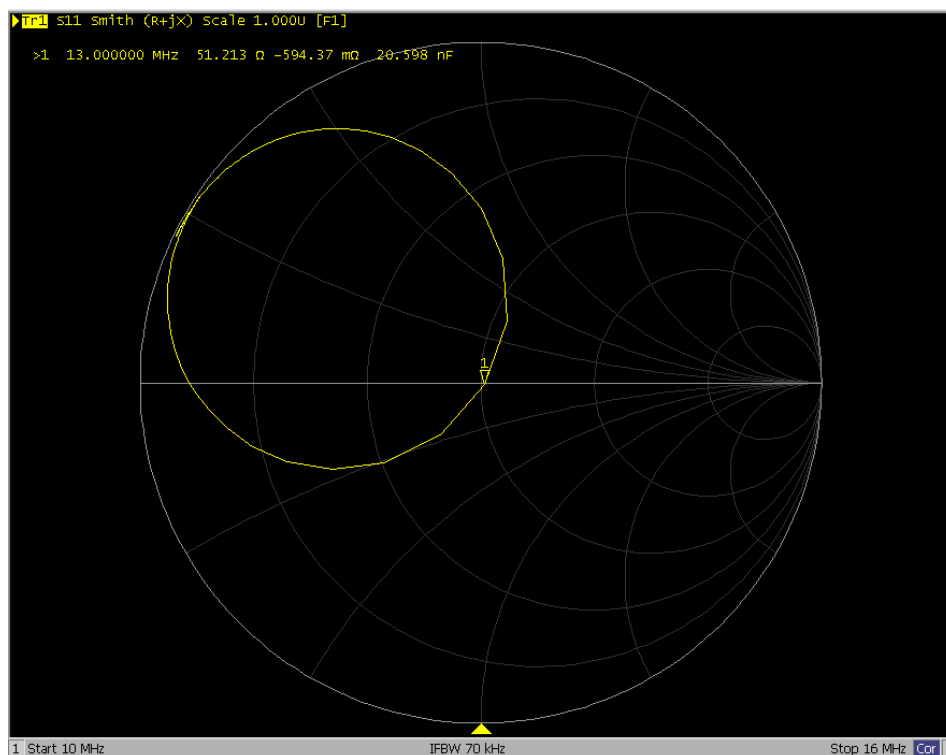 Tr1 S11 Smith (R+jX) Scale 1.000U [F1]
>1 13.000000 MHz 51.213 Ω -594.37 mΩ 20.598 nF
1
1 Start 10 MHz IFBW 70 kHz Stop 16 MHz Cor